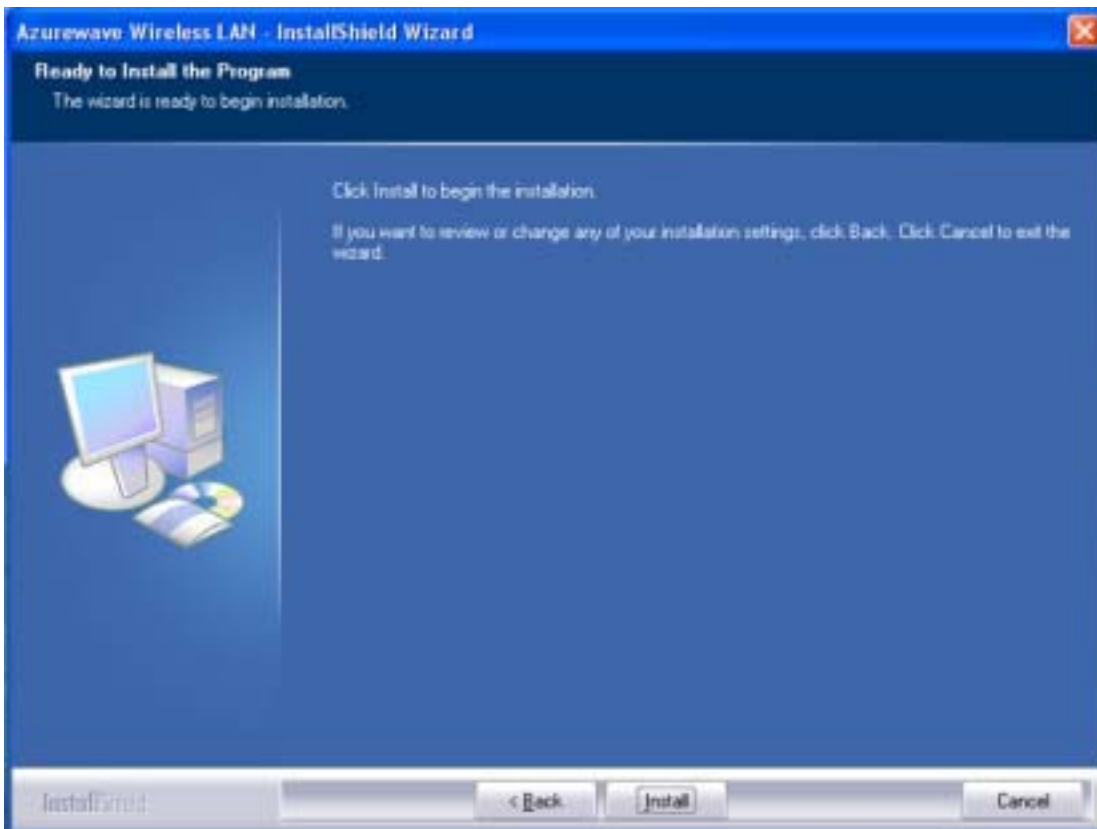 Azurewave Wireless LAN - InstallShield Wizard
Ready to Install the Program
The wizard is ready to begin installation.
Click Install to begin the installation.
If you want to review or change any of your installation settings, click Back. Click Cancel to exit the
wizard.
InstallShield
< Back
Install
Cancel